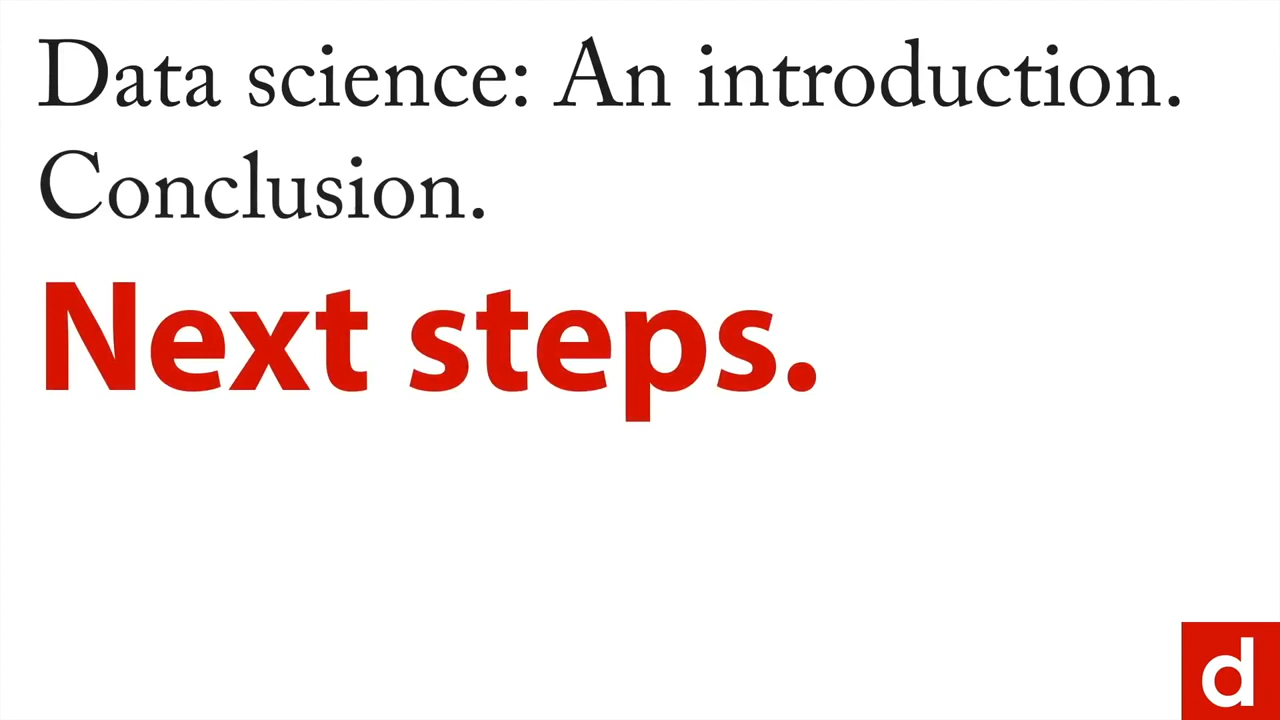 Data science: An introduction.
Conclusion.
Next steps.
d